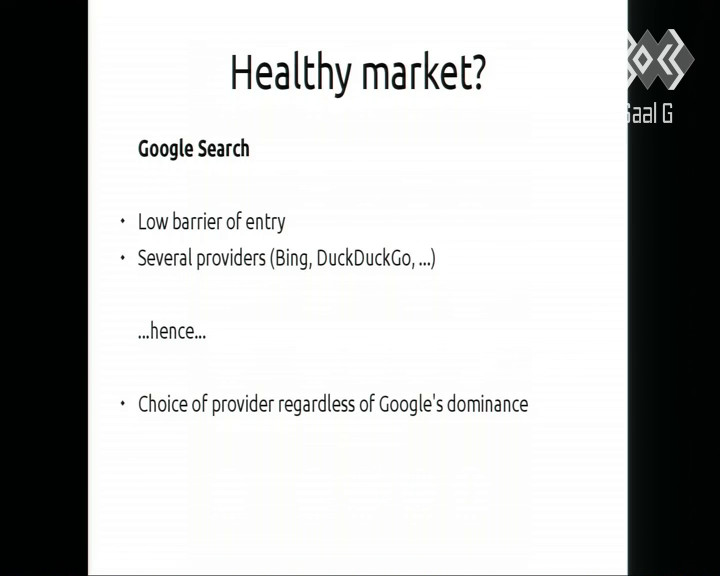 Healthy market?
Google Search
• Low barrier of entry
• Several providers (Bing, DuckDuckGo, ...)
...hence...
• Choice of provider regardless of Google's dominance
Saal G